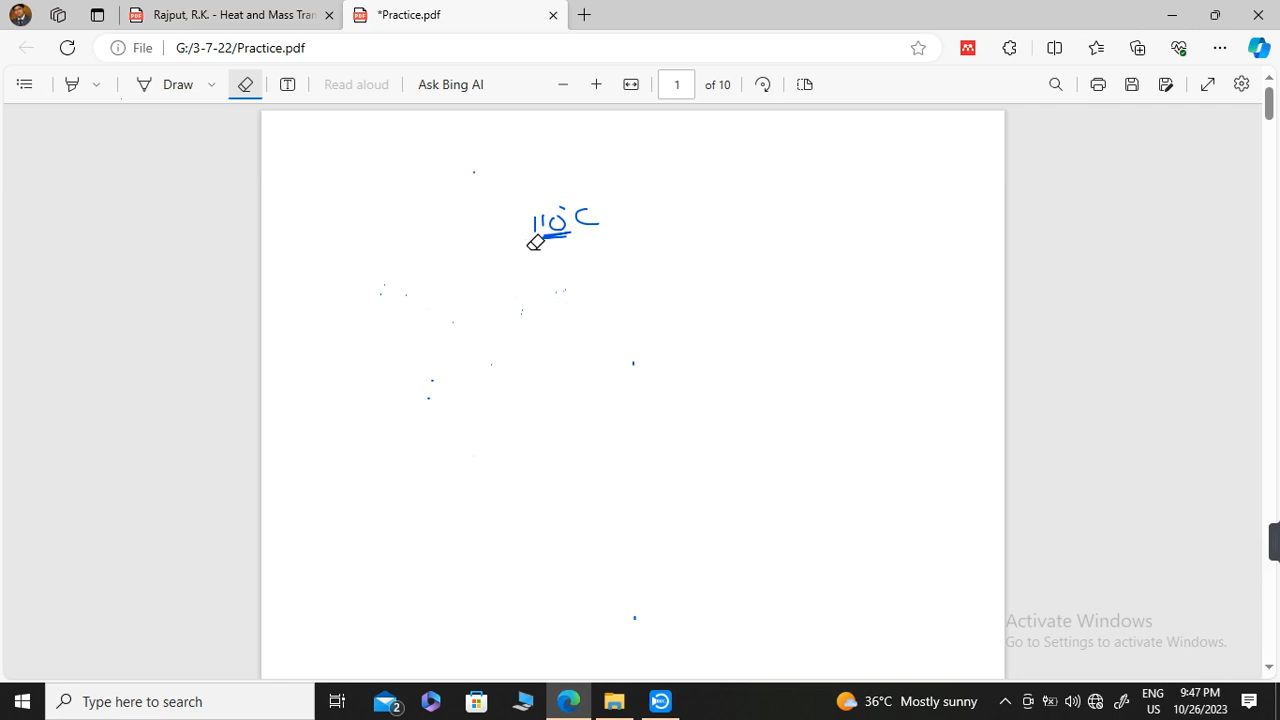 Rajput, R.K. - Heat and Mass Tran
*Practice.pdf
File
G:/3-7-22/Practice.pdf
Draw
Read aloud
Ask Bing AI
1
of 10
110°C
Activate Windows
Go to Settings to activate Windows.
Type here to search
2
36°C Mostly sunny
ENG
US
9:47 PM
10/26/2023